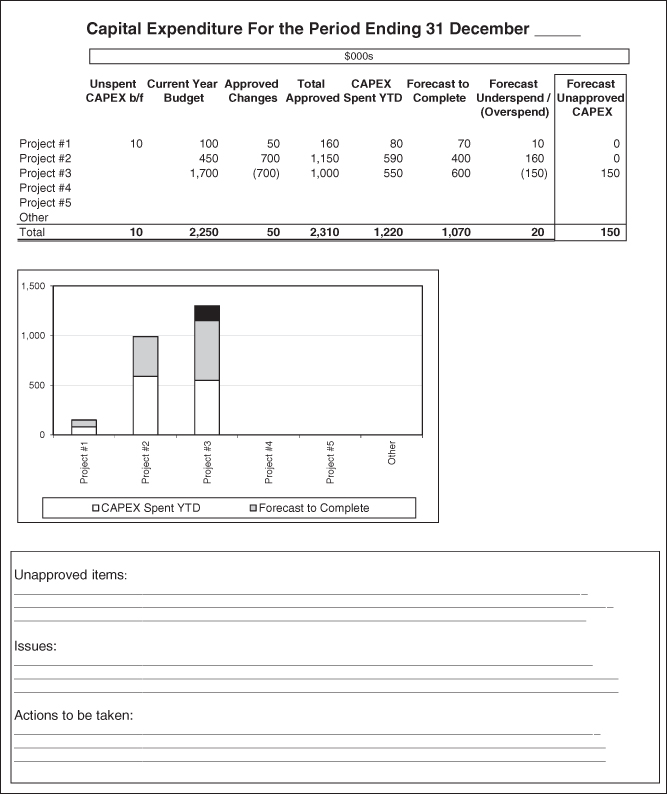 Capital Expenditure For the Period Ending 31 December _____
$000s
Unspent Current Year Approved Total CAPEX Forecast to Forecast Forecast
CAPEX b/f Budget Changes Approved Spent YTD Complete Underspend / Unapproved
(Overspend) CAPEX
Project #1 10 100 50 160 80 70 10 0
Project #2 450 700 1,150 590 400 160 0
Project #3 1,700 (700) 1,000 550 600 (150) 150
Project #4
Project #5
Other
Total 10 2,250 50 2,310 1,220 1,070 20 150
1,500
1,000
500
0
Project #1
Project #2
Project #3
Project #4
Project #5
Other
CAPEX Spent YTD Forecast to Complete
Unapproved items:
Issues:
Actions to be taken: